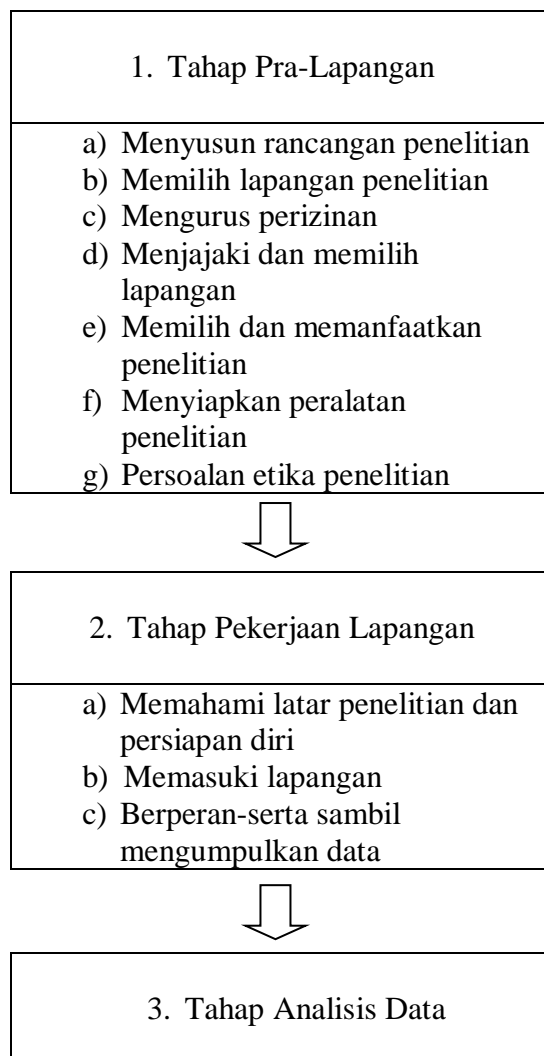 1. Tahap Pra-Lapangan
a) Menyusun rancangan penelitian
b) Memilih lapangan penelitian
c) Mengurus perizinan
d) Menjajaki dan memilih
lapangan
e) Memilih dan memanfaatkan
penelitian
f) Menyiapkan peralatan
penelitian
g) Persoalan etika penelitian
2. Tahap Pekerjaan Lapangan
a) Memahami latar penelitian dan
persiapan diri
b) Memasuki lapangan
c) Berperan-serta sambil
mengumpulkan data
3. Tahap Analisis Data